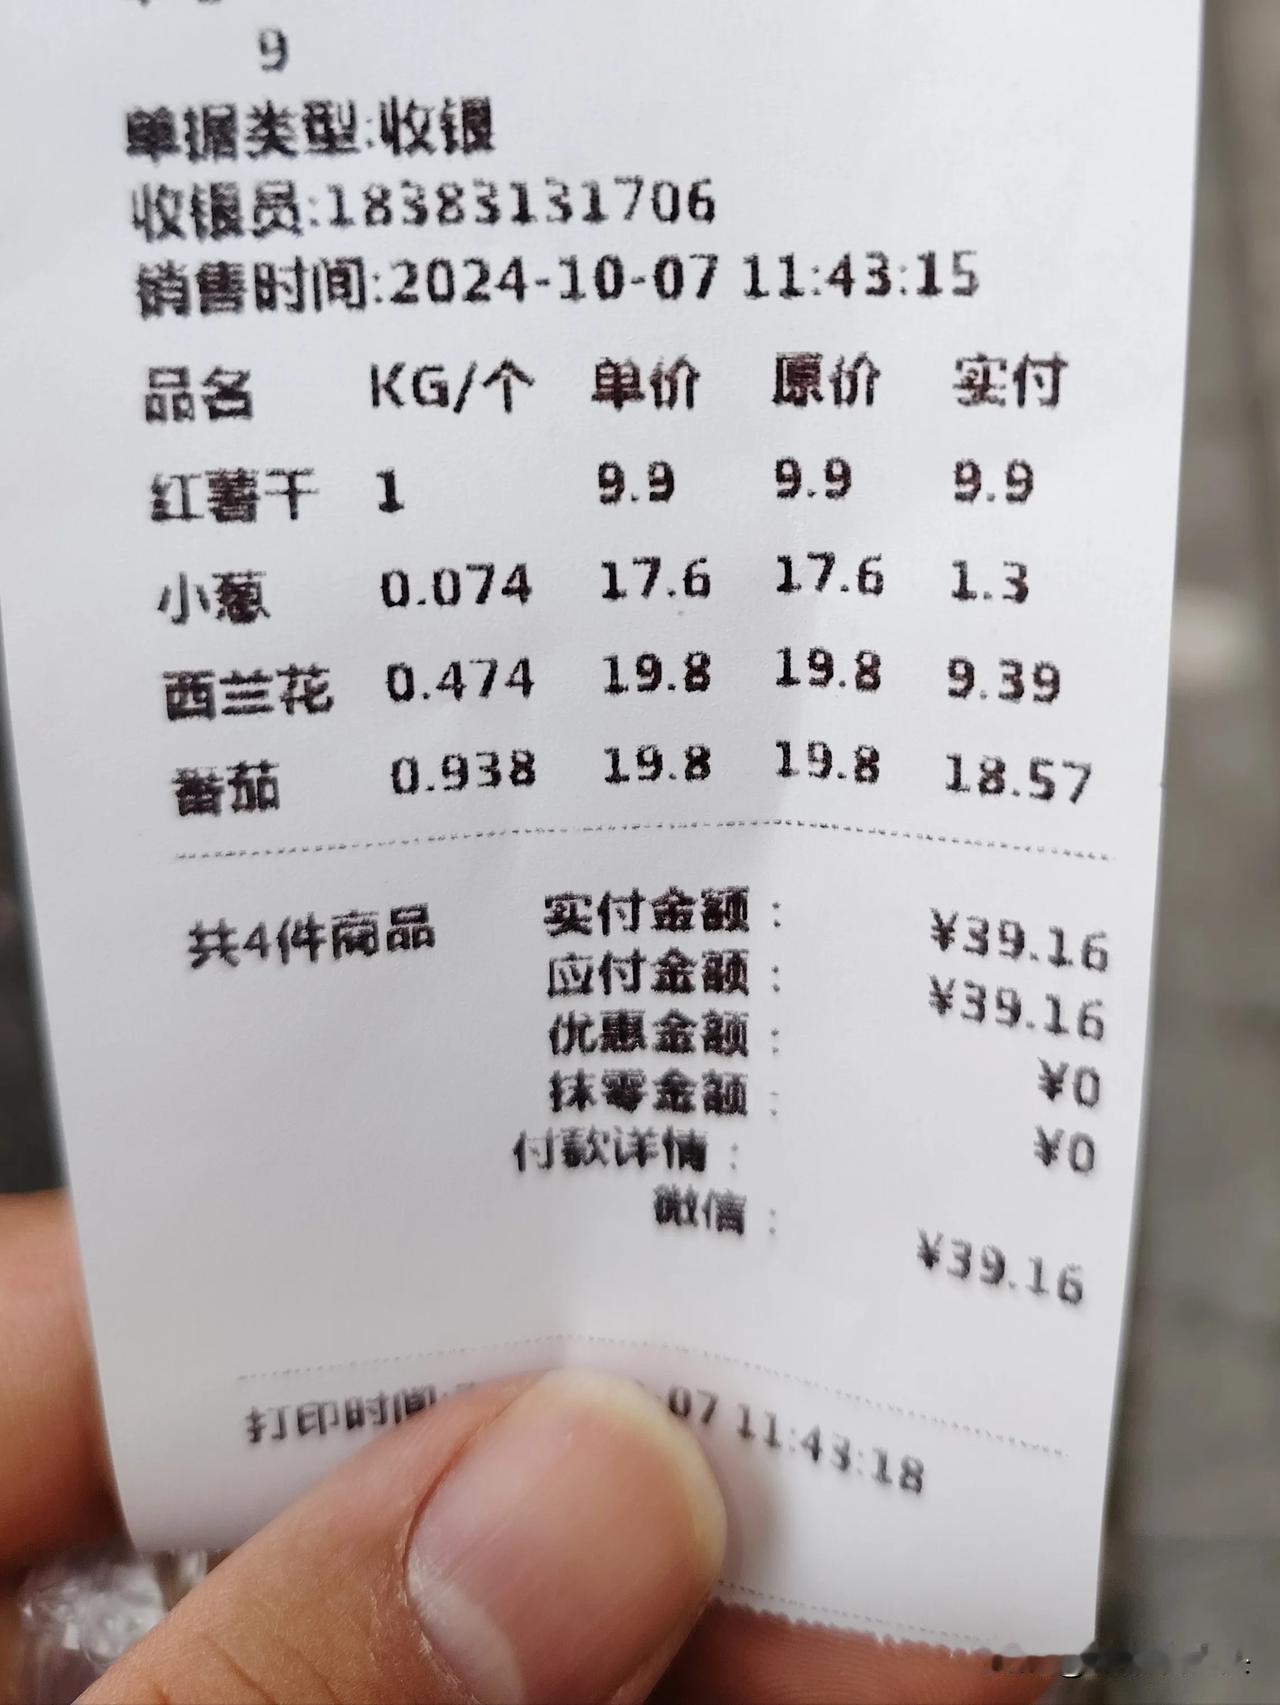 9
单据类型:收银
收银员:18383131706
销售时间:2024-10-07 11:43:15
品名 KG/个 单价 原价 实付
红薯干 1 9.9 9.9 9.9
小葱 0.074 17.6 17.6 1.3
西兰花 0.474 19.8 19.8 9.39
番茄 0.938 19.8 19.8 18.57
共4件商品 实付金额: ¥39.16
应付金额: ¥39.16
优惠金额: ¥0
抹零金额: ¥0
付款详情:
微信: ¥39.16
打印时间: 07 11:43:18